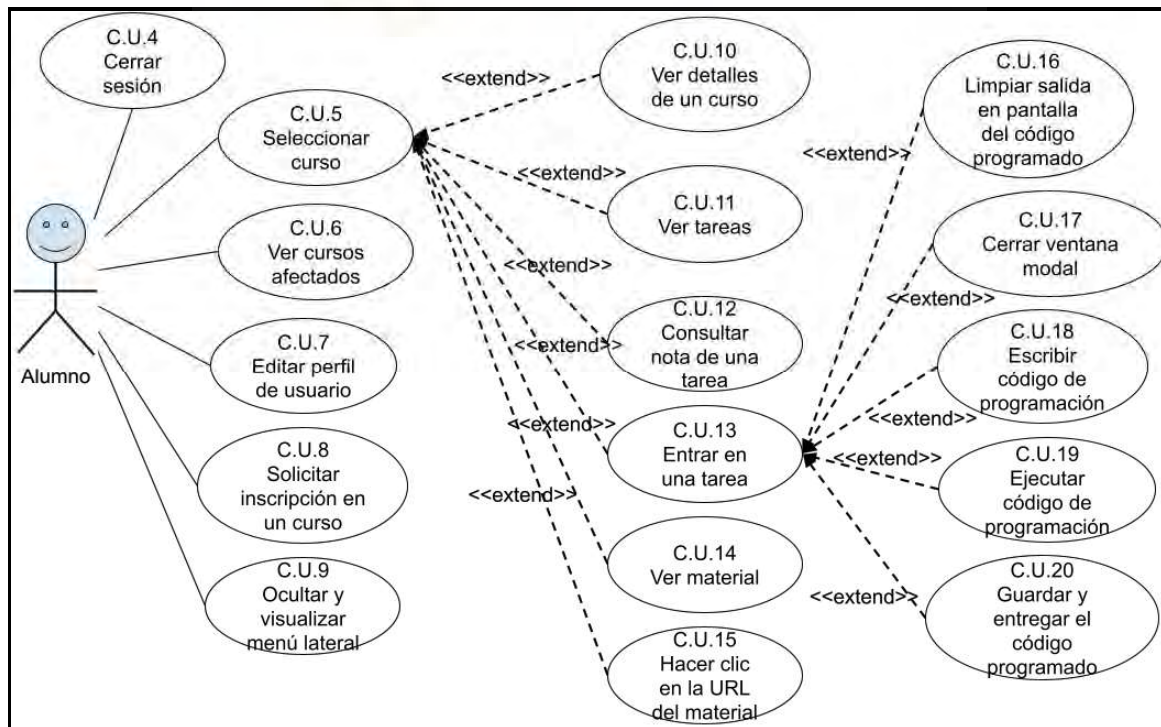 C.U.4
Cerrar
sesión
C.U.5
Seleccionar
curso
C.U.6
Ver cursos
afectados
C.U.7
Editar perfil
de usuario
C.U.8
Solicitar
inscripción en
un curso
C.U.9
Ocultar y
visualizar
menú lateral
Alumno
<<extend>>
<<extend>>
<<extend>>
<<extend>>
<<extend>>
<<extend>>
C.U.10
Ver detalles
de un curso
C.U.11
Ver tareas
C.U.12
Consultar
nota de una
tarea
C.U.13
Entrar en
una tarea
C.U.14
Ver material
C.U.15
Hacer clic
en la URL
del material
<<extend>>
<<extend>>
<<extend>>
<<extend>>
<<extend>>
C.U.16
Limpiar salida
en pantalla
del código
programado
C.U.17
Cerrar ventana
modal
C.U.18
Escribir
código de
programación
C.U.19
Ejecutar
código de
programación
C.U.20
Guardar y
entregar el
código
programado